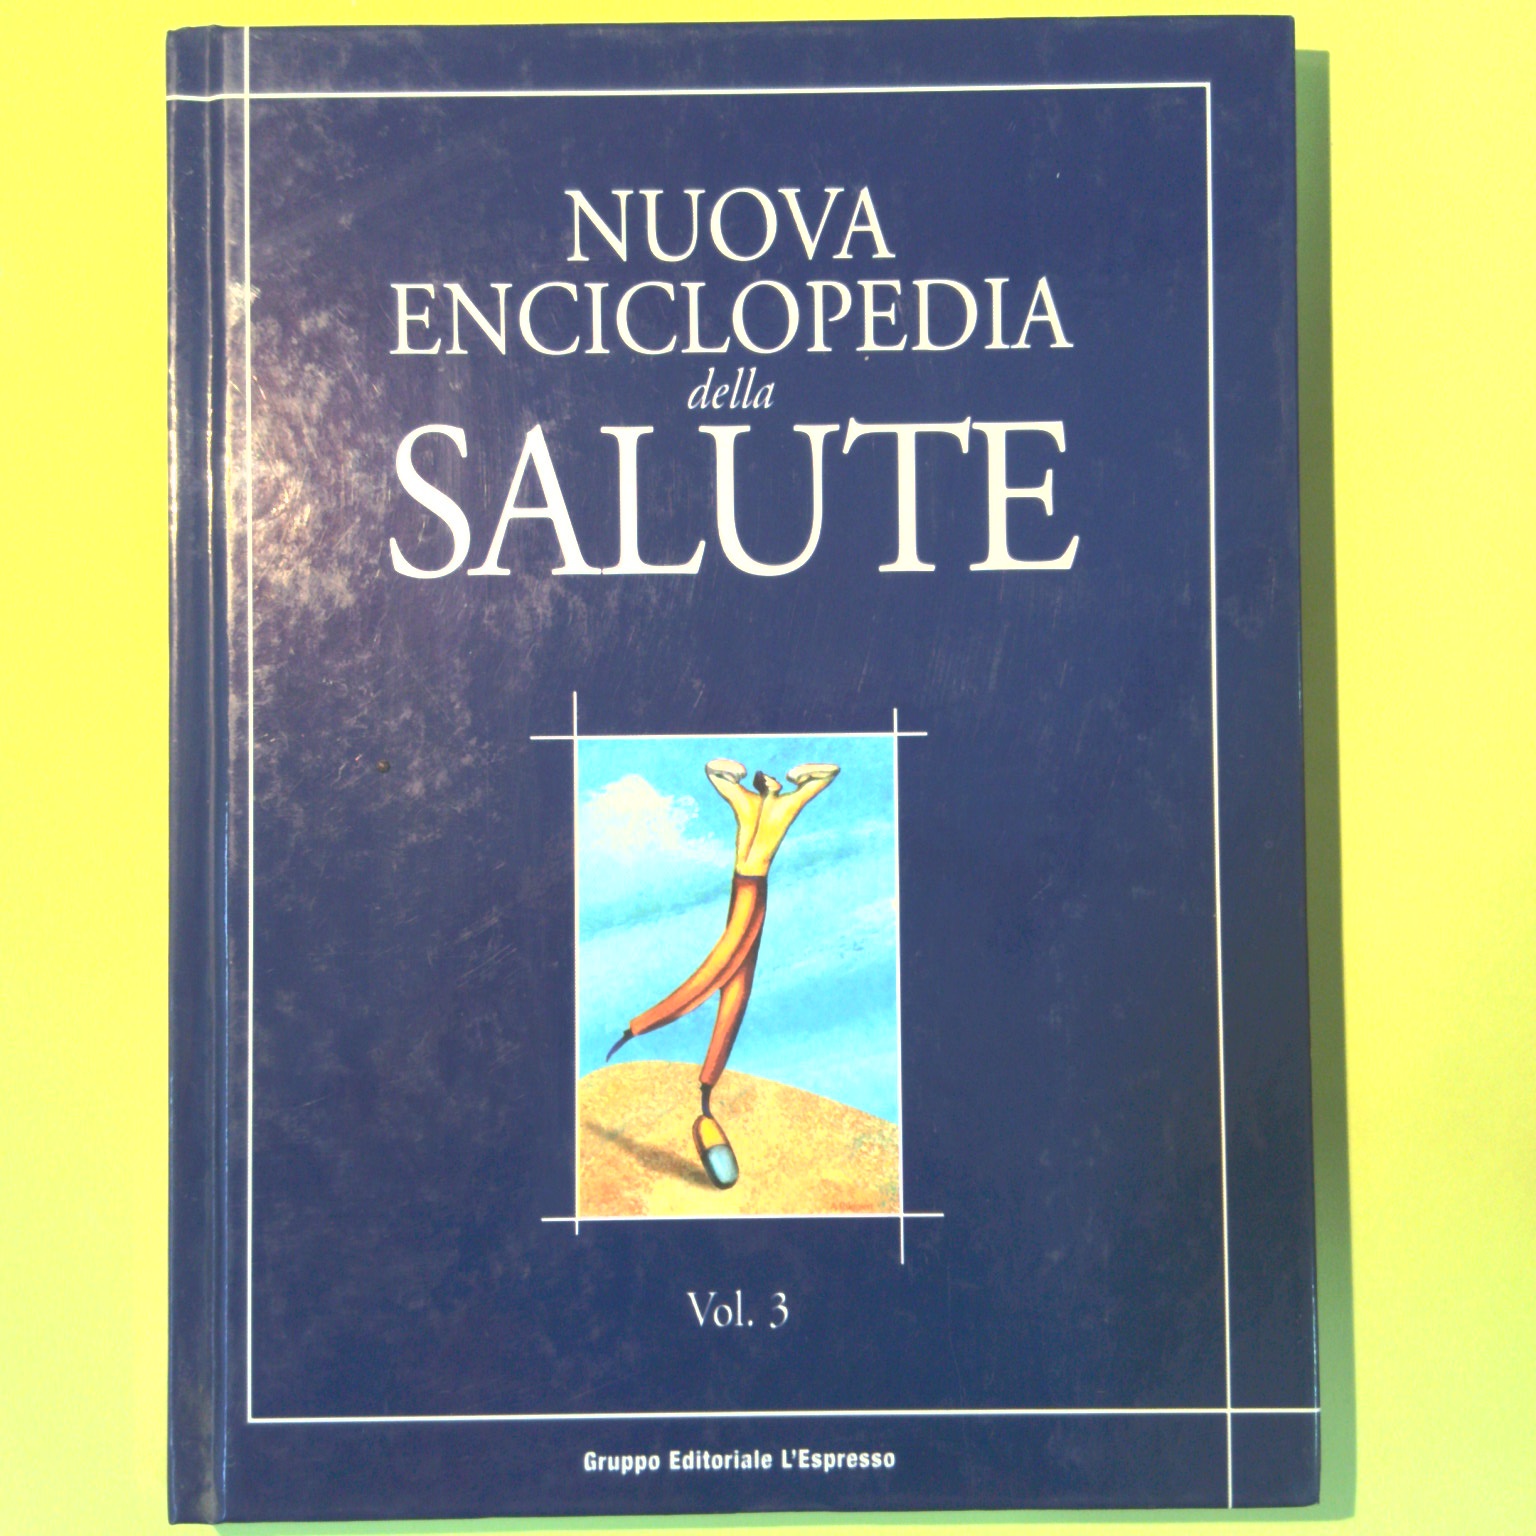 NUOVA
ENCICLOPEDIA
della
SALUTE
Vol. 3
Gruppo Editoriale L'Espresso